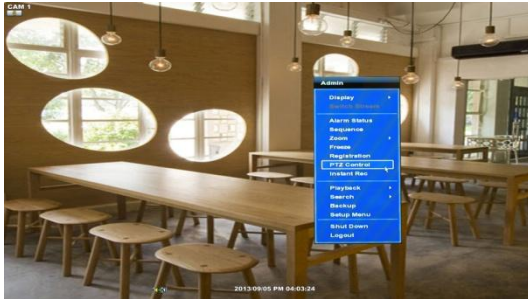 CAM 1
Admin
Display
Switch Stream
Alarm Status
Sequence
Zoom
Freeze
Registration
PTZ Control
Instant Rec
Playback
Search
Backup
Setup Menu
Shut Down
Logout
2013/09/05 PM 04:03:24